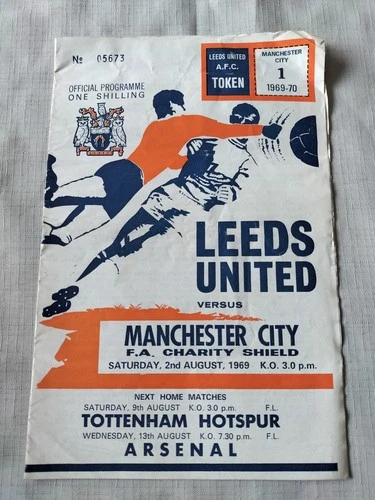 No 05673
OFFICIAL PROGRAMME
ONE SHILLING
LEEDS UNITED
A.F.C.
TOKEN
MANCHESTER
CITY
1
1969-70
LEEDS
UNITED
VERSUS
MANCHESTER CITY
F.A. CHARITY SHIELD
SATURDAY, 2nd AUGUST, 1969 K.O. 3.0 p.m.
NEXT HOME MATCHES
SATURDAY, 9th AUGUST K.O. 3.0 p.m. F.L.
TOTTENHAM HOTSPUR
WEDNESDAY, 13th AUGUST K.O. 7.30 p.m. F.L.
ARSENAL